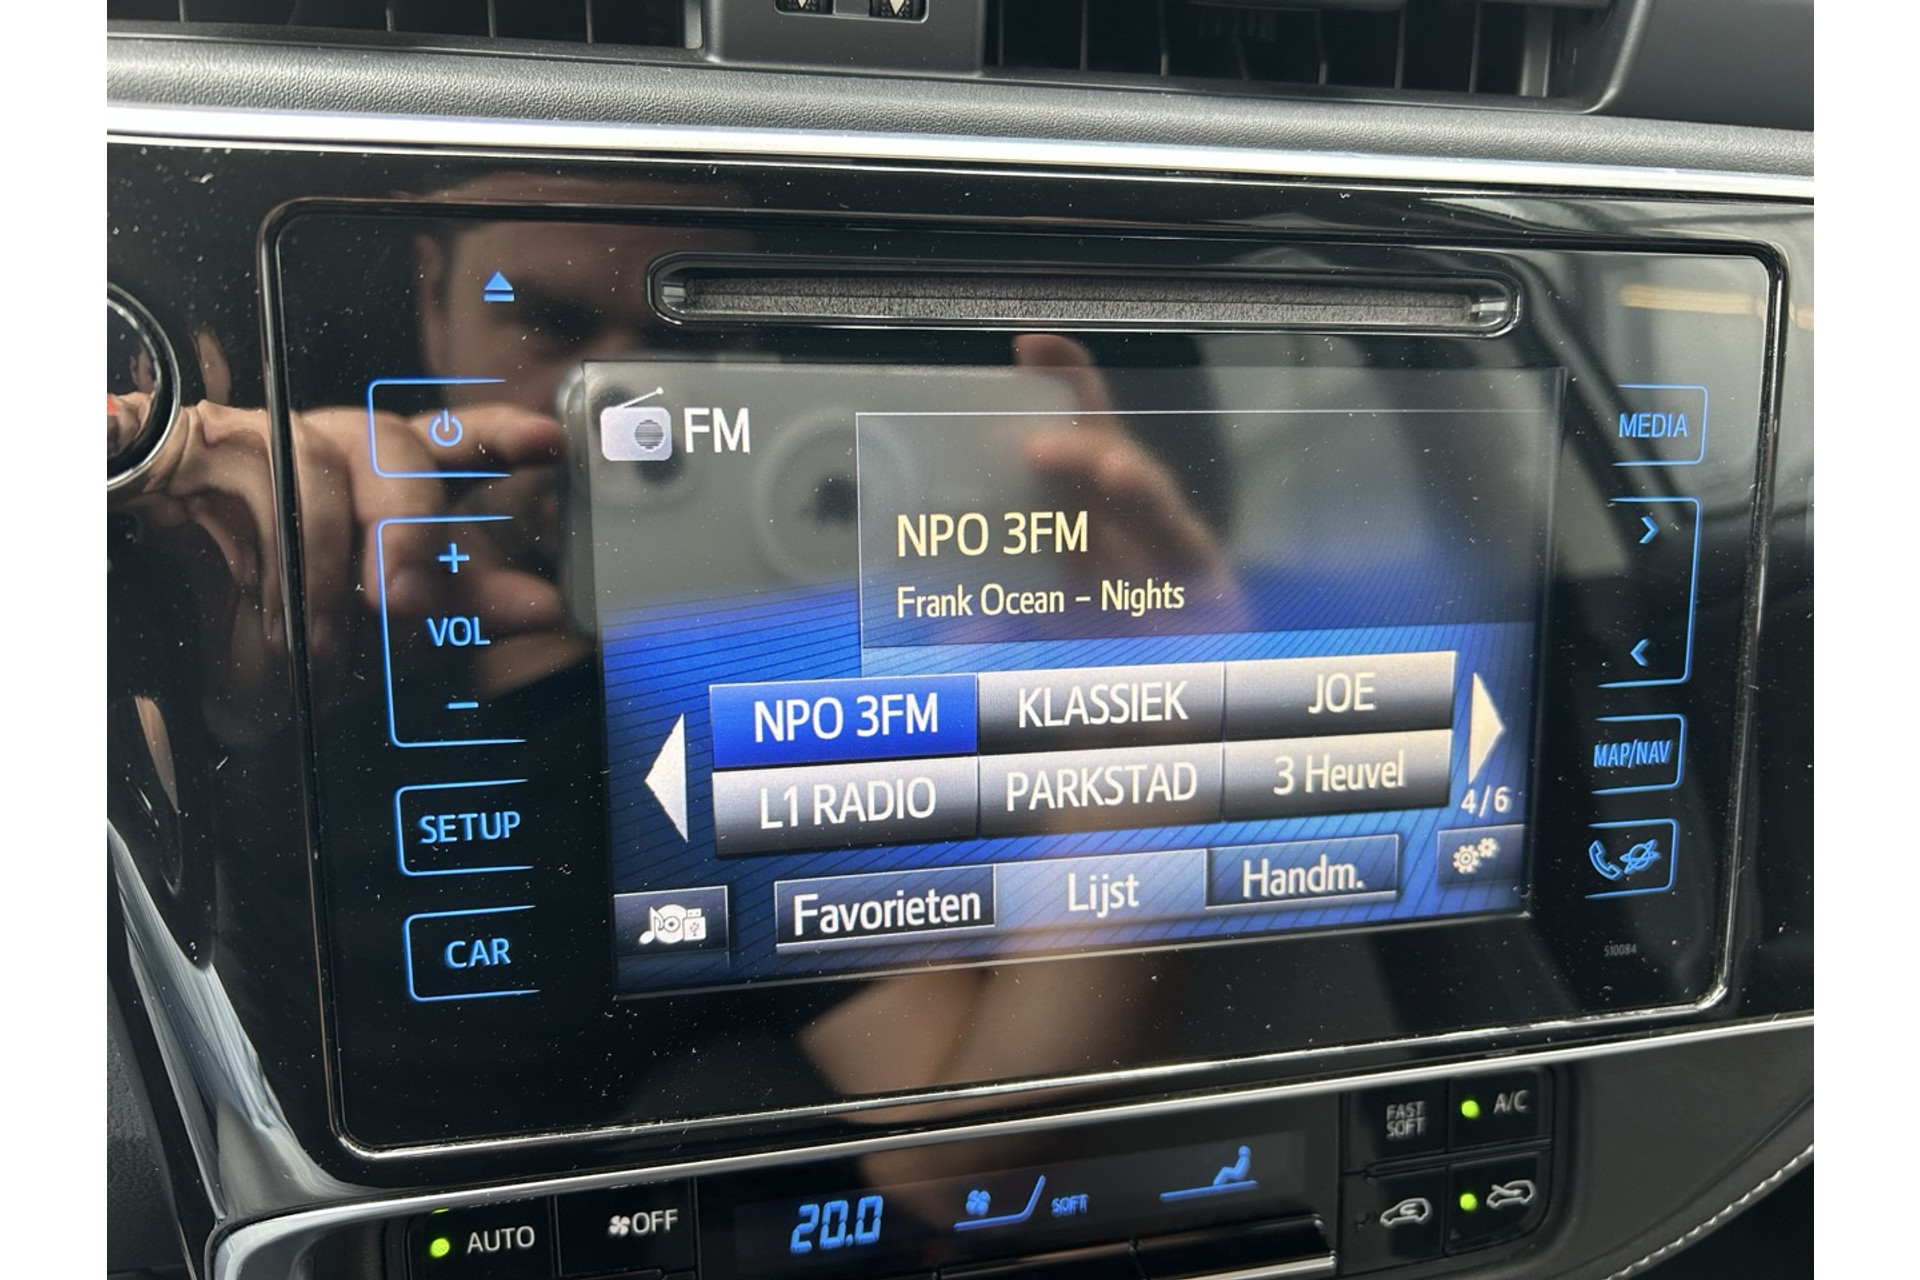 FM
MEDIA
NPO 3FM
Frank Ocean - Nights
VOL
NPO 3FM
KLASSIEK
JOE
MAP/NAV
L1 RADIO
PARKSTAD
3 Heuvel
4/6
SETUP
Favorieten
Lijst
Handm.
CAR
510084
FAST
SOFT
A/C
AUTO
OFF
20.0
SOFT